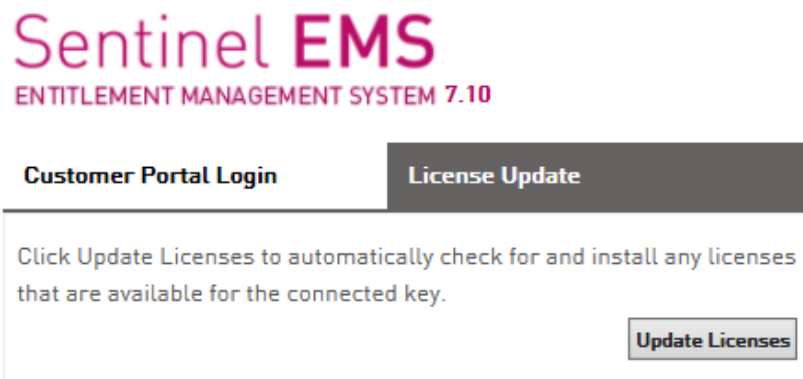 Sentinel EMS
ENTITLEMENT MANAGEMENT SYSTEM 7.10
Customer Portal Login
License Update
Click Update Licenses to automatically check for and install any licenses
that are available for the connected key.
Update Licenses